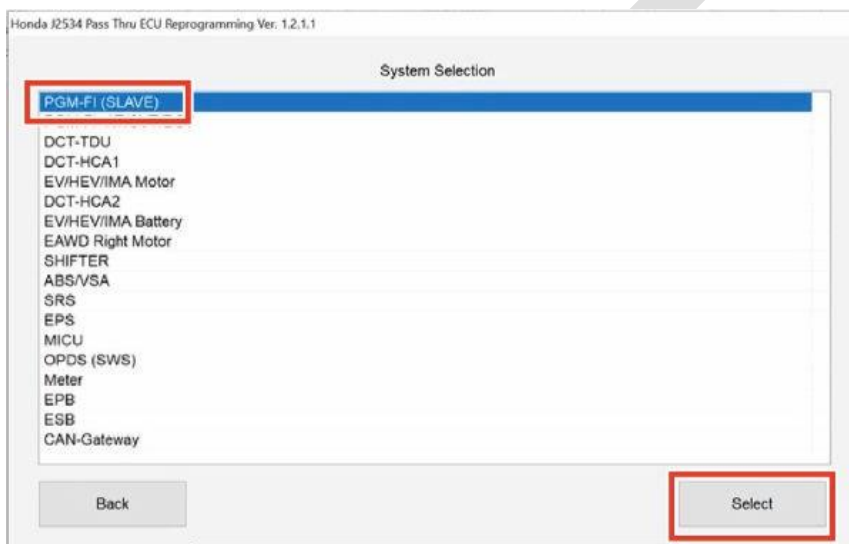 Honda J2534 Pass Thru ECU Reprogramming Ver. 1.2.1.1
System Selection
PGM-FI (SLAVE)
DCT-TDU
DCT-HCA1
EV/HEV/IMA Motor
DCT-HCA2
EV/HEV/IMA Battery
EAWD Right Motor
SHIFTER
ABS/VSA
SRS
EPS
MICU
OPDS (SWS)
Meter
EPB
ESB
CAN-Gateway
Back
Select